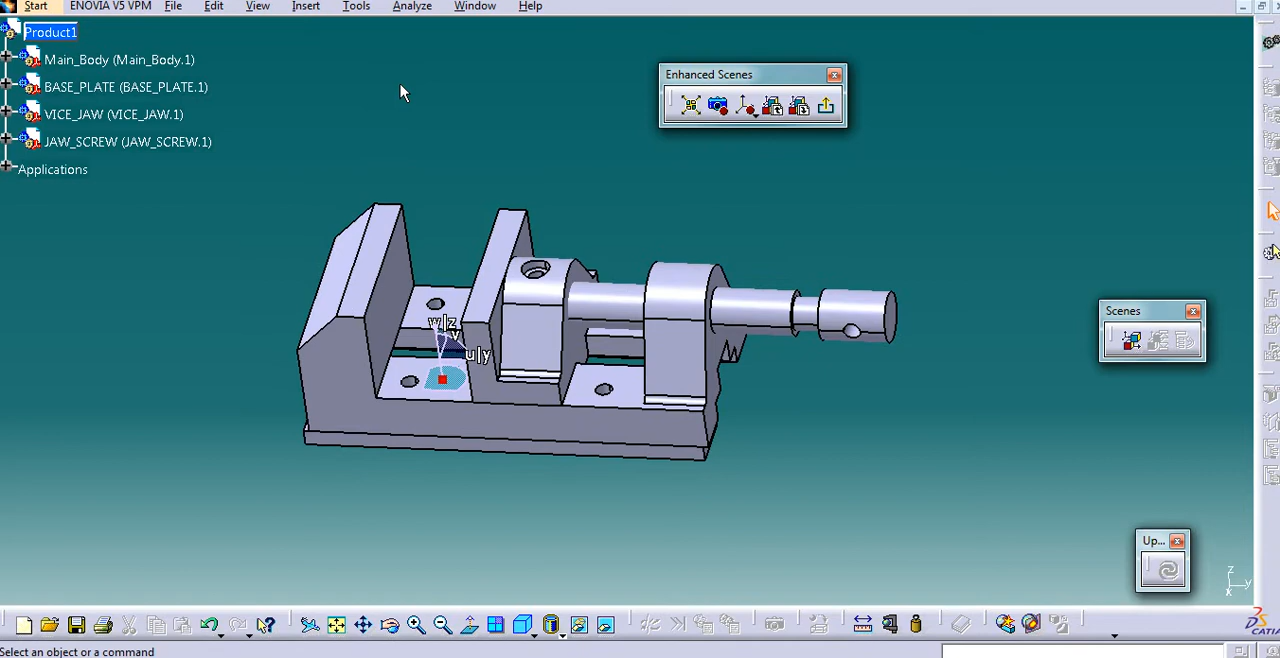 Start ENOVIA V5 VPM File Edit View Insert Tools Analyze Window Help
Product1
Main_Body (Main_Body.1)
BASE_PLATE (BASE_PLATE.1)
VICE_JAW (VICE_JAW.1)
JAW_SCREW (JAW_SCREW.1)
Applications
Enhanced Scenes
w|z
v
u|y
Scenes
Up...
z
y
x
CATIA
Select an object or a command